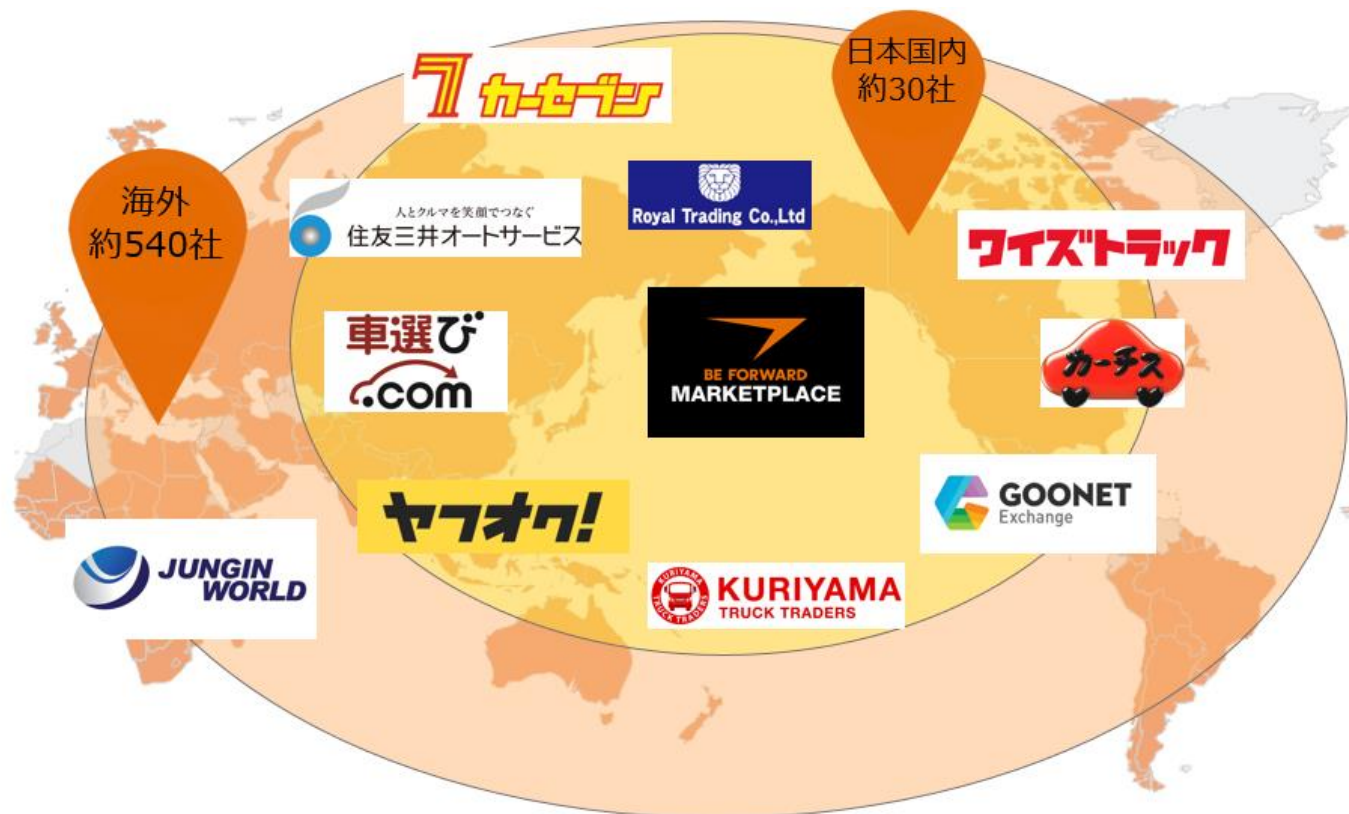 日本国内
約30社
カーセブン
海外
約540社
人とクルマを笑顔でつなぐ
住友三井オートサービス
Royal Trading Co.,Ltd
ワイズトラック
車選び
.com
BE FORWARD
MARKETPLACE
カーチス
ヤフオク!
GOONET
Exchange
JUNGIN
WORLD
KURIYAMA
TRUCK TRADERS
KURIYAMA
TRUCK TRADERS